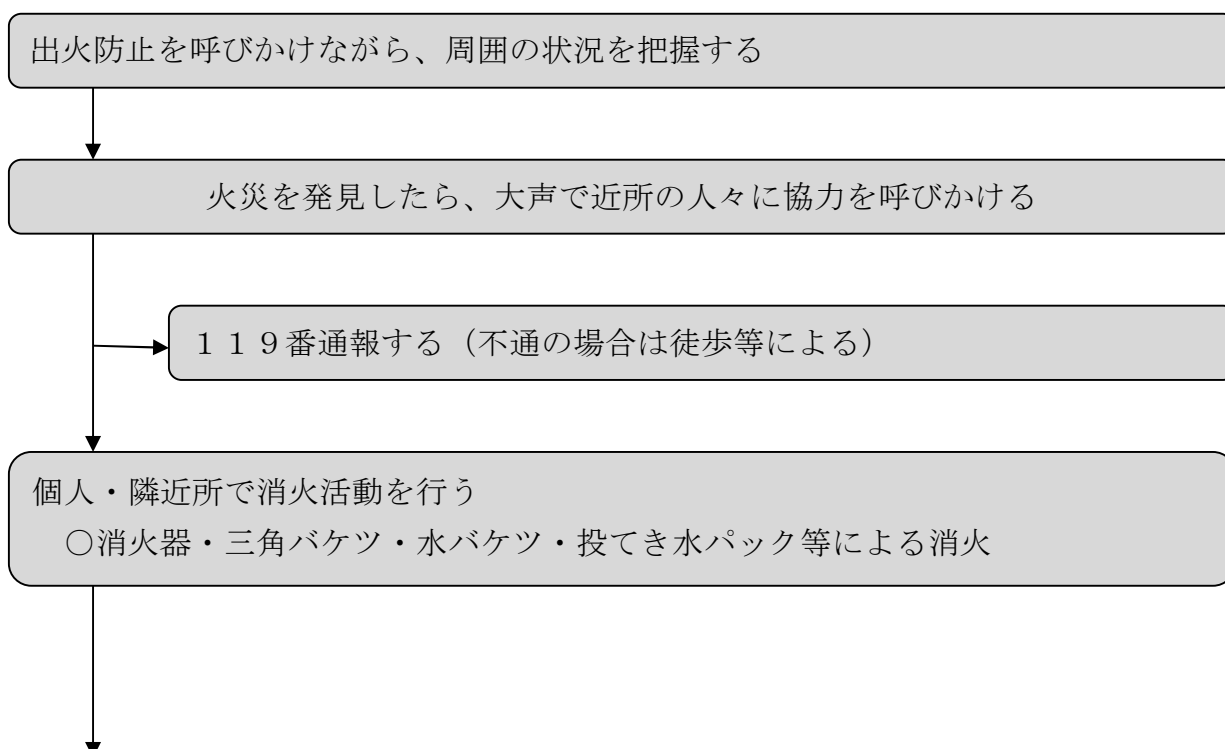 出火防止を呼びかけながら、周囲の状況を把握する
火災を発見したら、大声で近所の人々に協力を呼びかける
１１９番通報する（不通の場合は徒歩等による）
個人・隣近所で消火活動を行う
○消火器・三角バケツ・水バケツ・投てき水パック等による消火